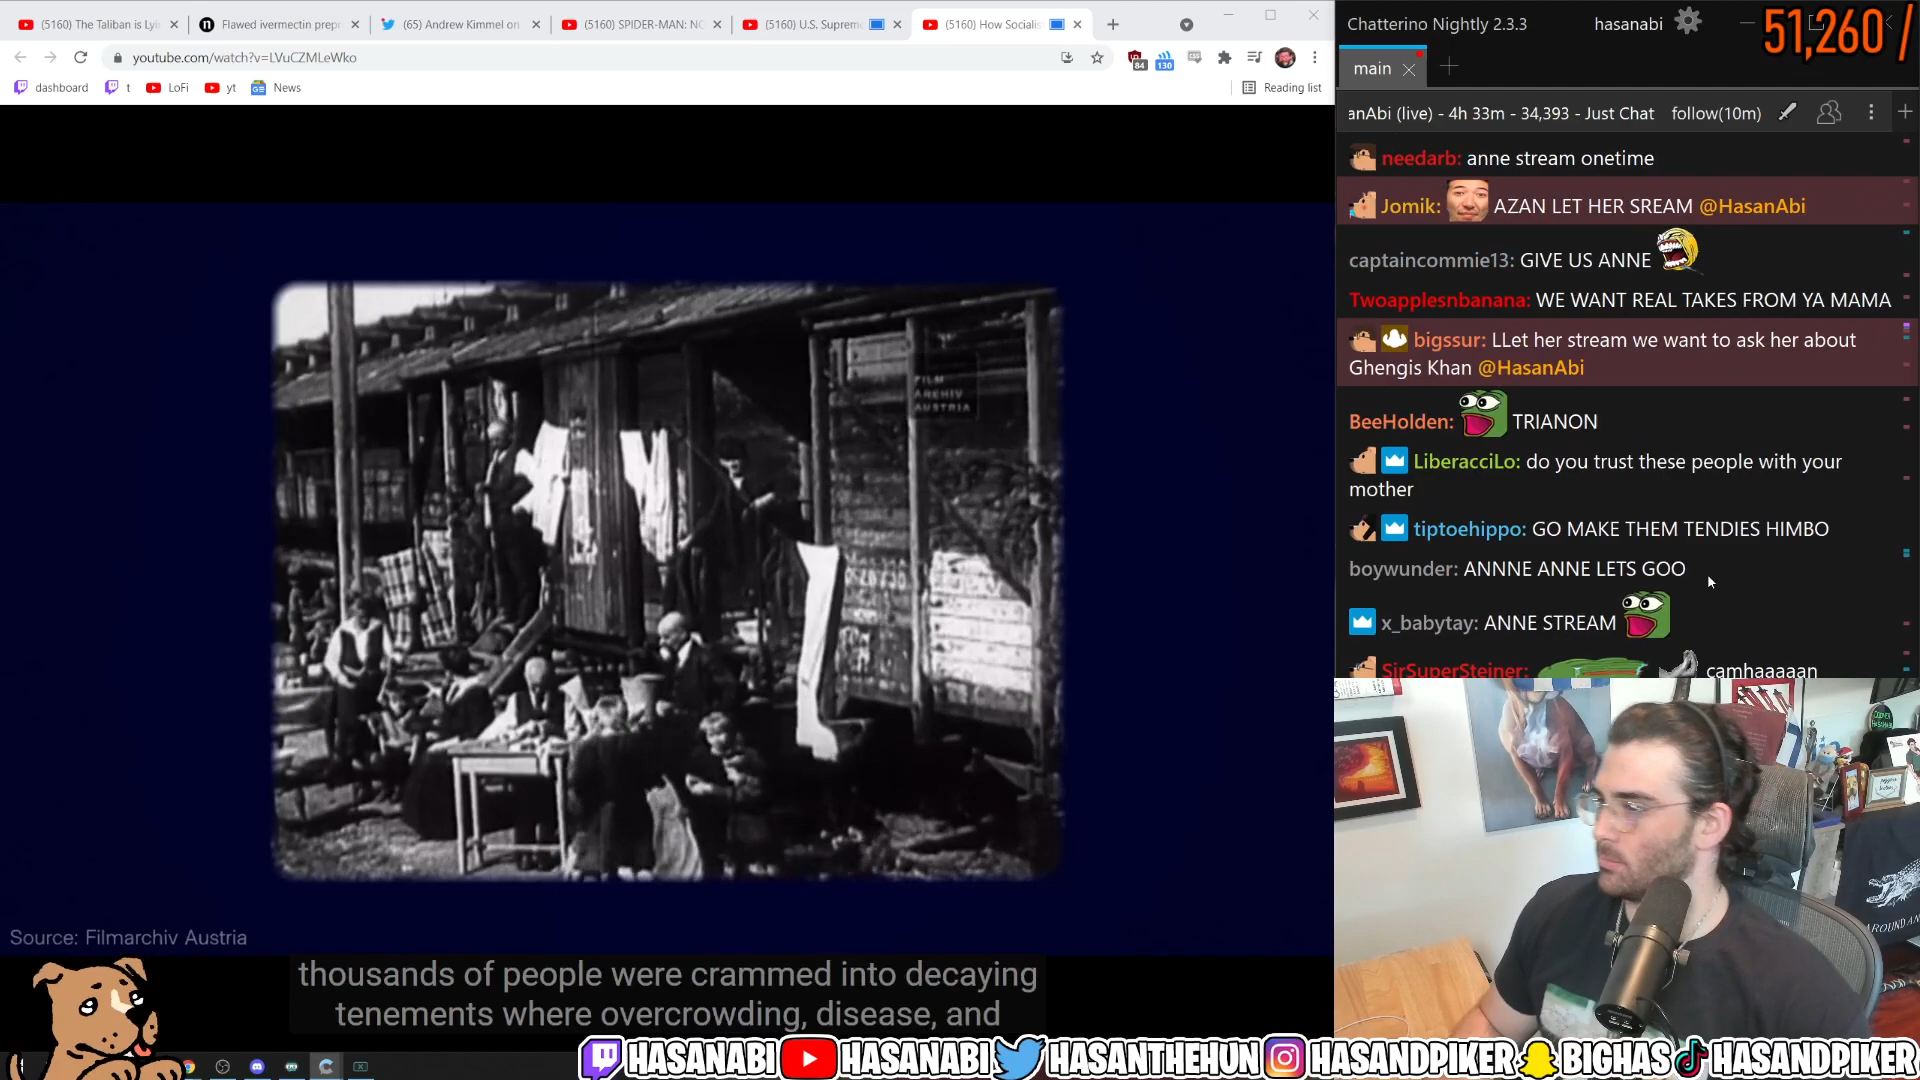 (5160) The Taliban is Lyi
Flawed ivermectin prepr
(65) Andrew Kimmel on
(5160) SPIDER-MAN: NO
(5160) U.S. Suprem
(5160) How Socialis
youtube.com/watch?v=LVuCZMLeWko
84
130
dashboard
t
LoFi
yt
News
Reading list
Chatterino Nightly 2.3.3
hasanabi
51,260 /
main
anAbi (live) - 4h 33m - 34,393 - Just Chat
follow(10m)
needarb: anne stream onetime
Jomik: AZAN LET HER SREAM @HasanAbi
captaincommie13: GIVE US ANNE
Twoapplesnbanana: WE WANT REAL TAKES FROM YA MAMA
bigssur: LLet her stream we want to ask her about
Ghengis Khan @HasanAbi
BeeHolden: TRIANON
LiberacciLo: do you trust these people with your
mother
tiptoehippo: GO MAKE THEM TENDIES HIMBO
boywunder: ANNNE ANNE LETS GOO
x_babytay: ANNE STREAM
SirSuperSteiner: camhaaaaan
FILM
ARCHIV
AUSTRIA
Source: Filmarchiv Austria
thousands of people were crammed into decaying
tenements where overcrowding, disease, and
HASANABI
HASANABI
HASANTHEHUN
HASANDPIKER
BIGHAS
HASANDPIKER